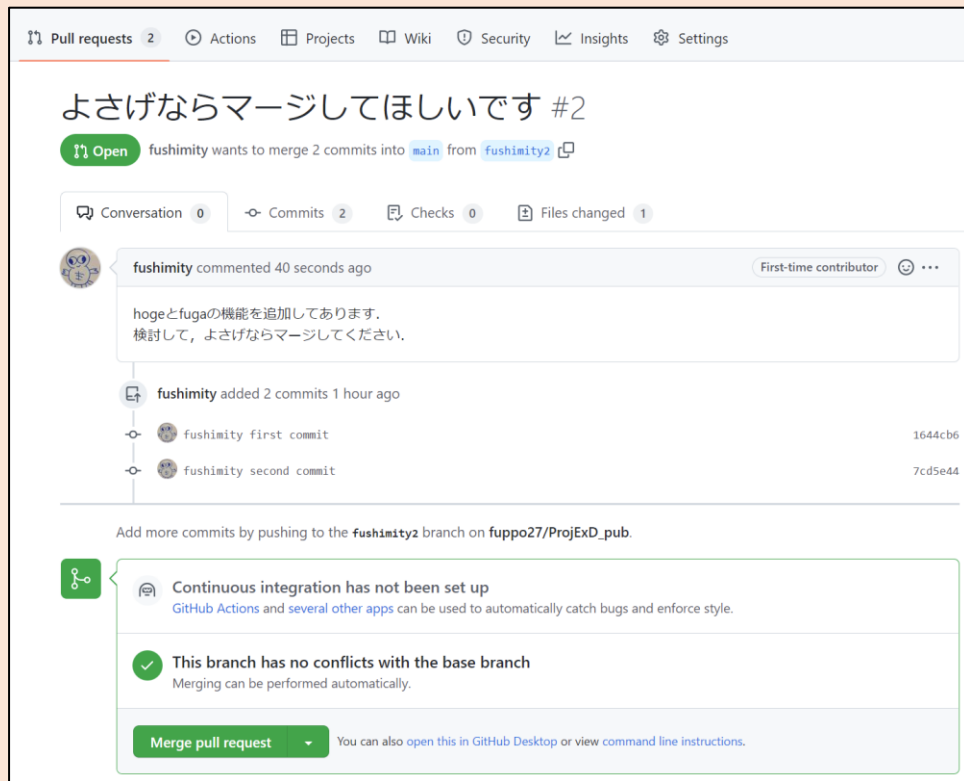 Pull requests 2 Actions Projects Wiki Security Insights Settings
よさげならマージしてほしいです #2
Open fushimity wants to merge 2 commits into main from fushimity2
Conversation 0 Commits 2 Checks 0 Files changed 1
fushimity commented 40 seconds ago First-time contributor
hogeとfugaの機能を追加してあります.
検討して,よさげならマージしてください.
fushimity added 2 commits 1 hour ago
fushimity first commit 1644cb6
fushimity second commit 7cd5e44
Add more commits by pushing to the fushimity2 branch on fuppo27/ProjExD_pub.
Continuous integration has not been set up
GitHub Actions and several other apps can be used to automatically catch bugs and enforce style.
This branch has no conflicts with the base branch
Merging can be performed automatically.
Merge pull request You can also open this in GitHub Desktop or view command line instructions.